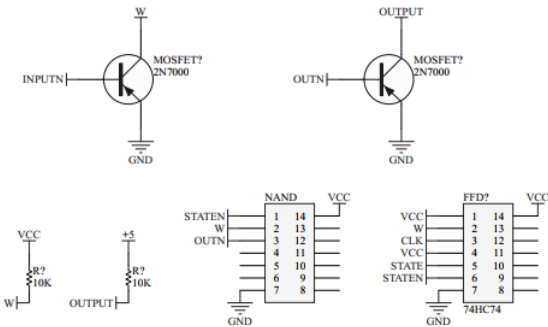 W
MOSFET?
2N7000
INPUTN
GND
OUTPUT
MOSFET?
2N7000
OUTN
GND
VCC
R?
10K
W
+5
R?
10K
OUTPUT
NAND
VCC
STATEN 1 14
W 2 13
OUTN 3 12
4 11
5 10
6 9
7 8
GND
FFD?
VCC
VCC 1 14
W 2 13
CLK 3 12
VCC 4 11
STATE 5 10
STATEN 6 9
7 8
74HC74
GND